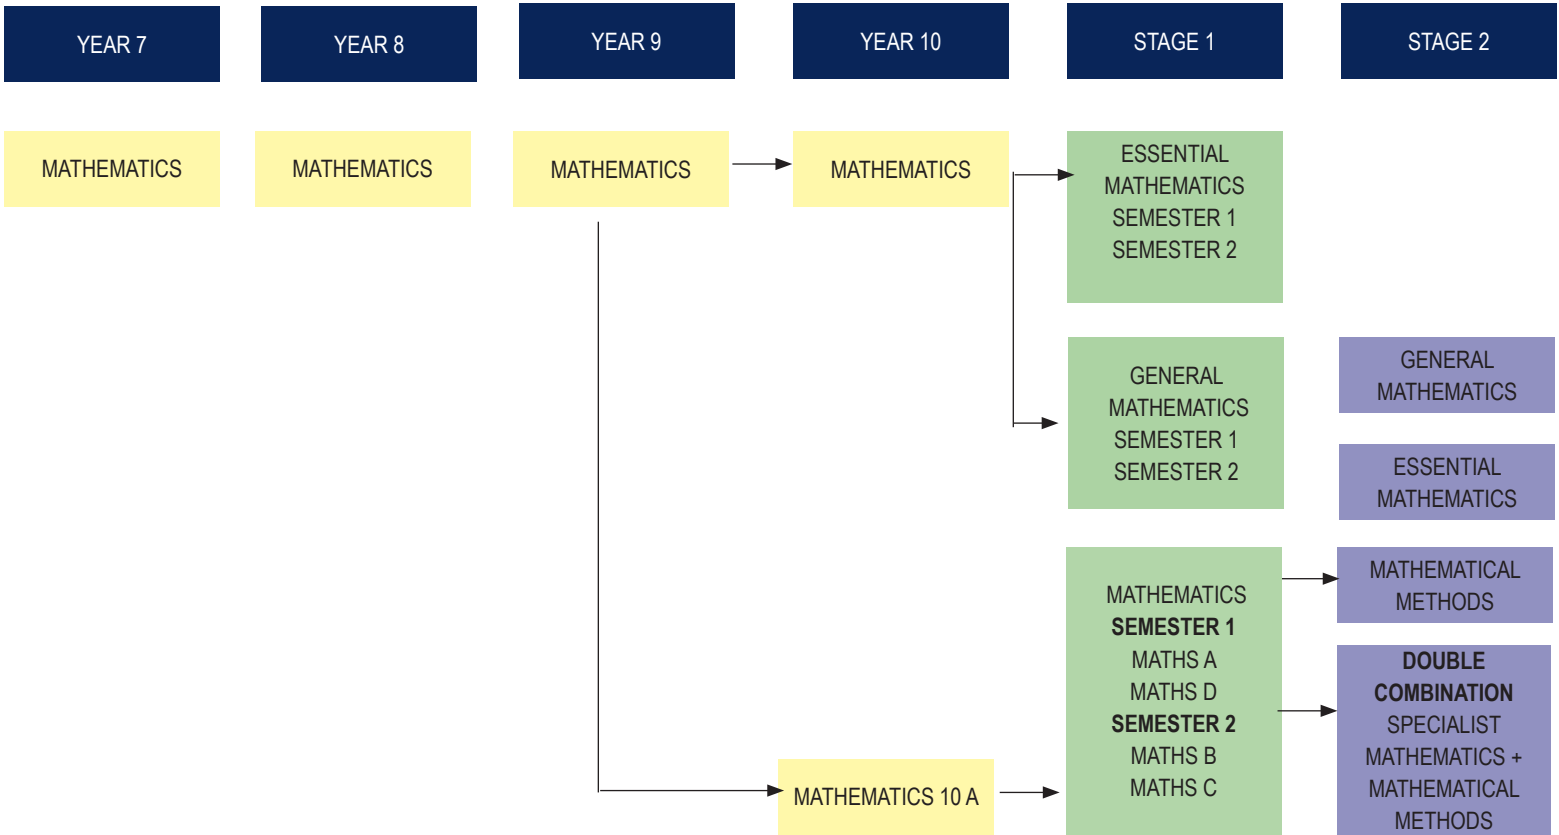 YEAR 7
YEAR 8
YEAR 9
YEAR 10
STAGE 1
STAGE 2
MATHEMATICS
MATHEMATICS
MATHEMATICS
MATHEMATICS
ESSENTIAL
MATHEMATICS
SEMESTER 1
SEMESTER 2
GENERAL
MATHEMATICS
SEMESTER 1
SEMESTER 2
GENERAL
MATHEMATICS
ESSENTIAL
MATHEMATICS
MATHEMATICS
SEMESTER 1
MATHS A
MATHS D
SEMESTER 2
MATHS B
MATHS C
MATHEMATICAL
METHODS
DOUBLE
COMBINATION
SPECIALIST
MATHEMATICS +
MATHEMATICAL
METHODS
MATHEMATICS 10 A